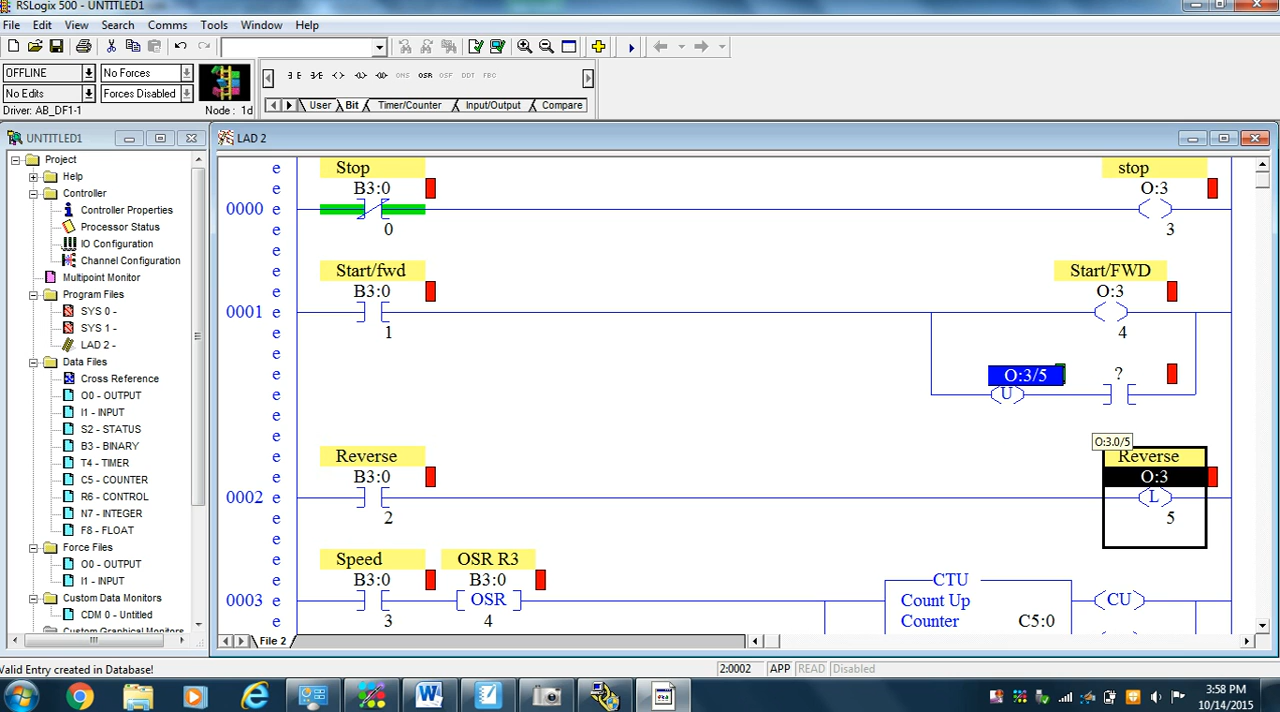 RSLogix 500 - UNTITLED1
File Edit View Search Comms Tools Window Help
OFFLINE No Forces
No Edits Forces Disabled
Driver: AB_DF1-1 Node : 1d
ONS OSR OSF DDT FBC
User Bit Timer/Counter Input/Output Compare
UNTITLED1
Project
Help
Controller
Controller Properties
Processor Status
IO Configuration
Channel Configuration
Multipoint Monitor
Program Files
SYS 0 -
SYS 1 -
LAD 2 -
Data Files
Cross Reference
O0 - OUTPUT
I1 - INPUT
S2 - STATUS
B3 - BINARY
T4 - TIMER
C5 - COUNTER
R6 - CONTROL
N7 - INTEGER
F8 - FLOAT
Force Files
O0 - OUTPUT
I1 - INPUT
Custom Data Monitors
CDM 0 - Untitled
Custom Graphical Monitors
LAD 2
e Stop stop
e B3:0 O:3
0000 e
e 0 3
e
e Start/fwd Start/FWD
e B3:0 O:3
0001 e
e 1 4
e
e O:3/5 ?
e U
e
e O:3.0/5
e Reverse Reverse
e B3:0 O:3
0002 e L
e 2 5
e
e Speed OSR R3 CTU
e B3:0 B3:0
0003 e OSR Count Up CU
e 3 4 Counter C5:0
File 2
Valid Entry created in Database!
2:0002 APP READ Disabled
3:58 PM
10/14/2015